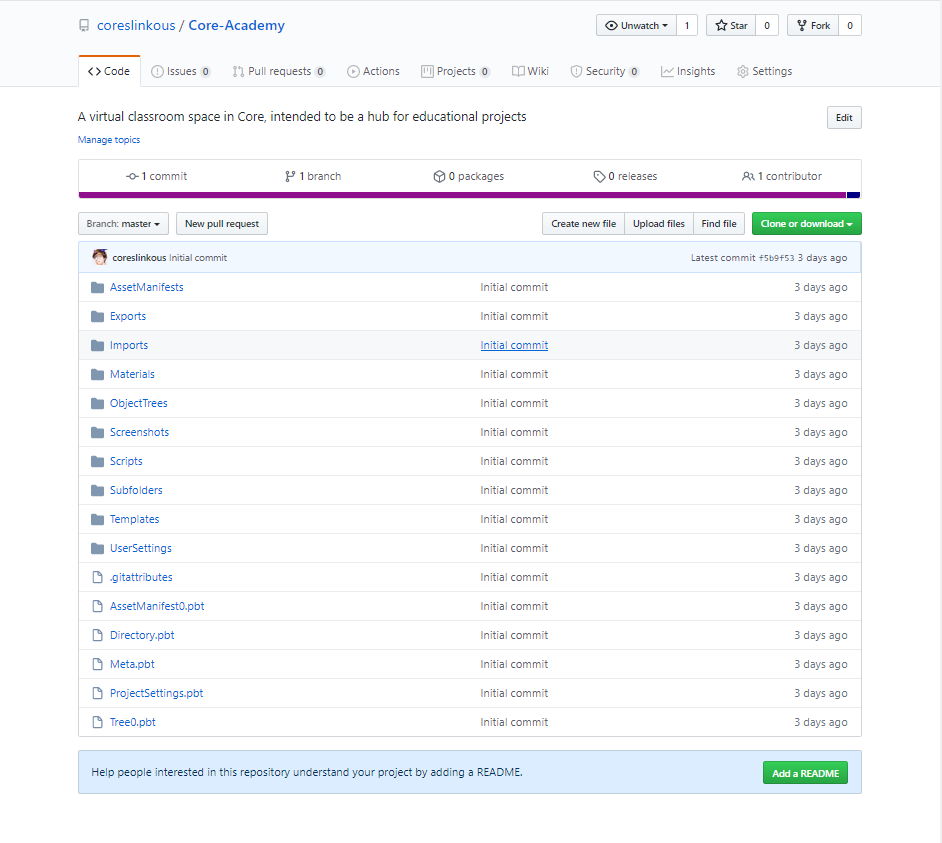 coreslinkous / Core-Academy Unwatch 1 Star 0 Fork 0
Code Issues 0 Pull requests 0 Actions Projects 0 Wiki Security 0 Insights Settings
A virtual classroom space in Core, intended to be a hub for educational projects Edit
Manage topics
1 commit 1 branch 0 packages 0 releases 1 contributor
Branch: master New pull request Create new file Upload files Find file Clone or download
coreslinkous Initial commit Latest commit f5b9f53 3 days ago
AssetManifests Initial commit 3 days ago
Exports Initial commit 3 days ago
Imports Initial commit 3 days ago
Materials Initial commit 3 days ago
ObjectTrees Initial commit 3 days ago
Screenshots Initial commit 3 days ago
Scripts Initial commit 3 days ago
Subfolders Initial commit 3 days ago
Templates Initial commit 3 days ago
UserSettings Initial commit 3 days ago
.gitattributes Initial commit 3 days ago
AssetManifest0.pbt Initial commit 3 days ago
Directory.pbt Initial commit 3 days ago
Meta.pbt Initial commit 3 days ago
ProjectSettings.pbt Initial commit 3 days ago
Tree0.pbt Initial commit 3 days ago
Help people interested in this repository understand your project by adding a README. Add a README